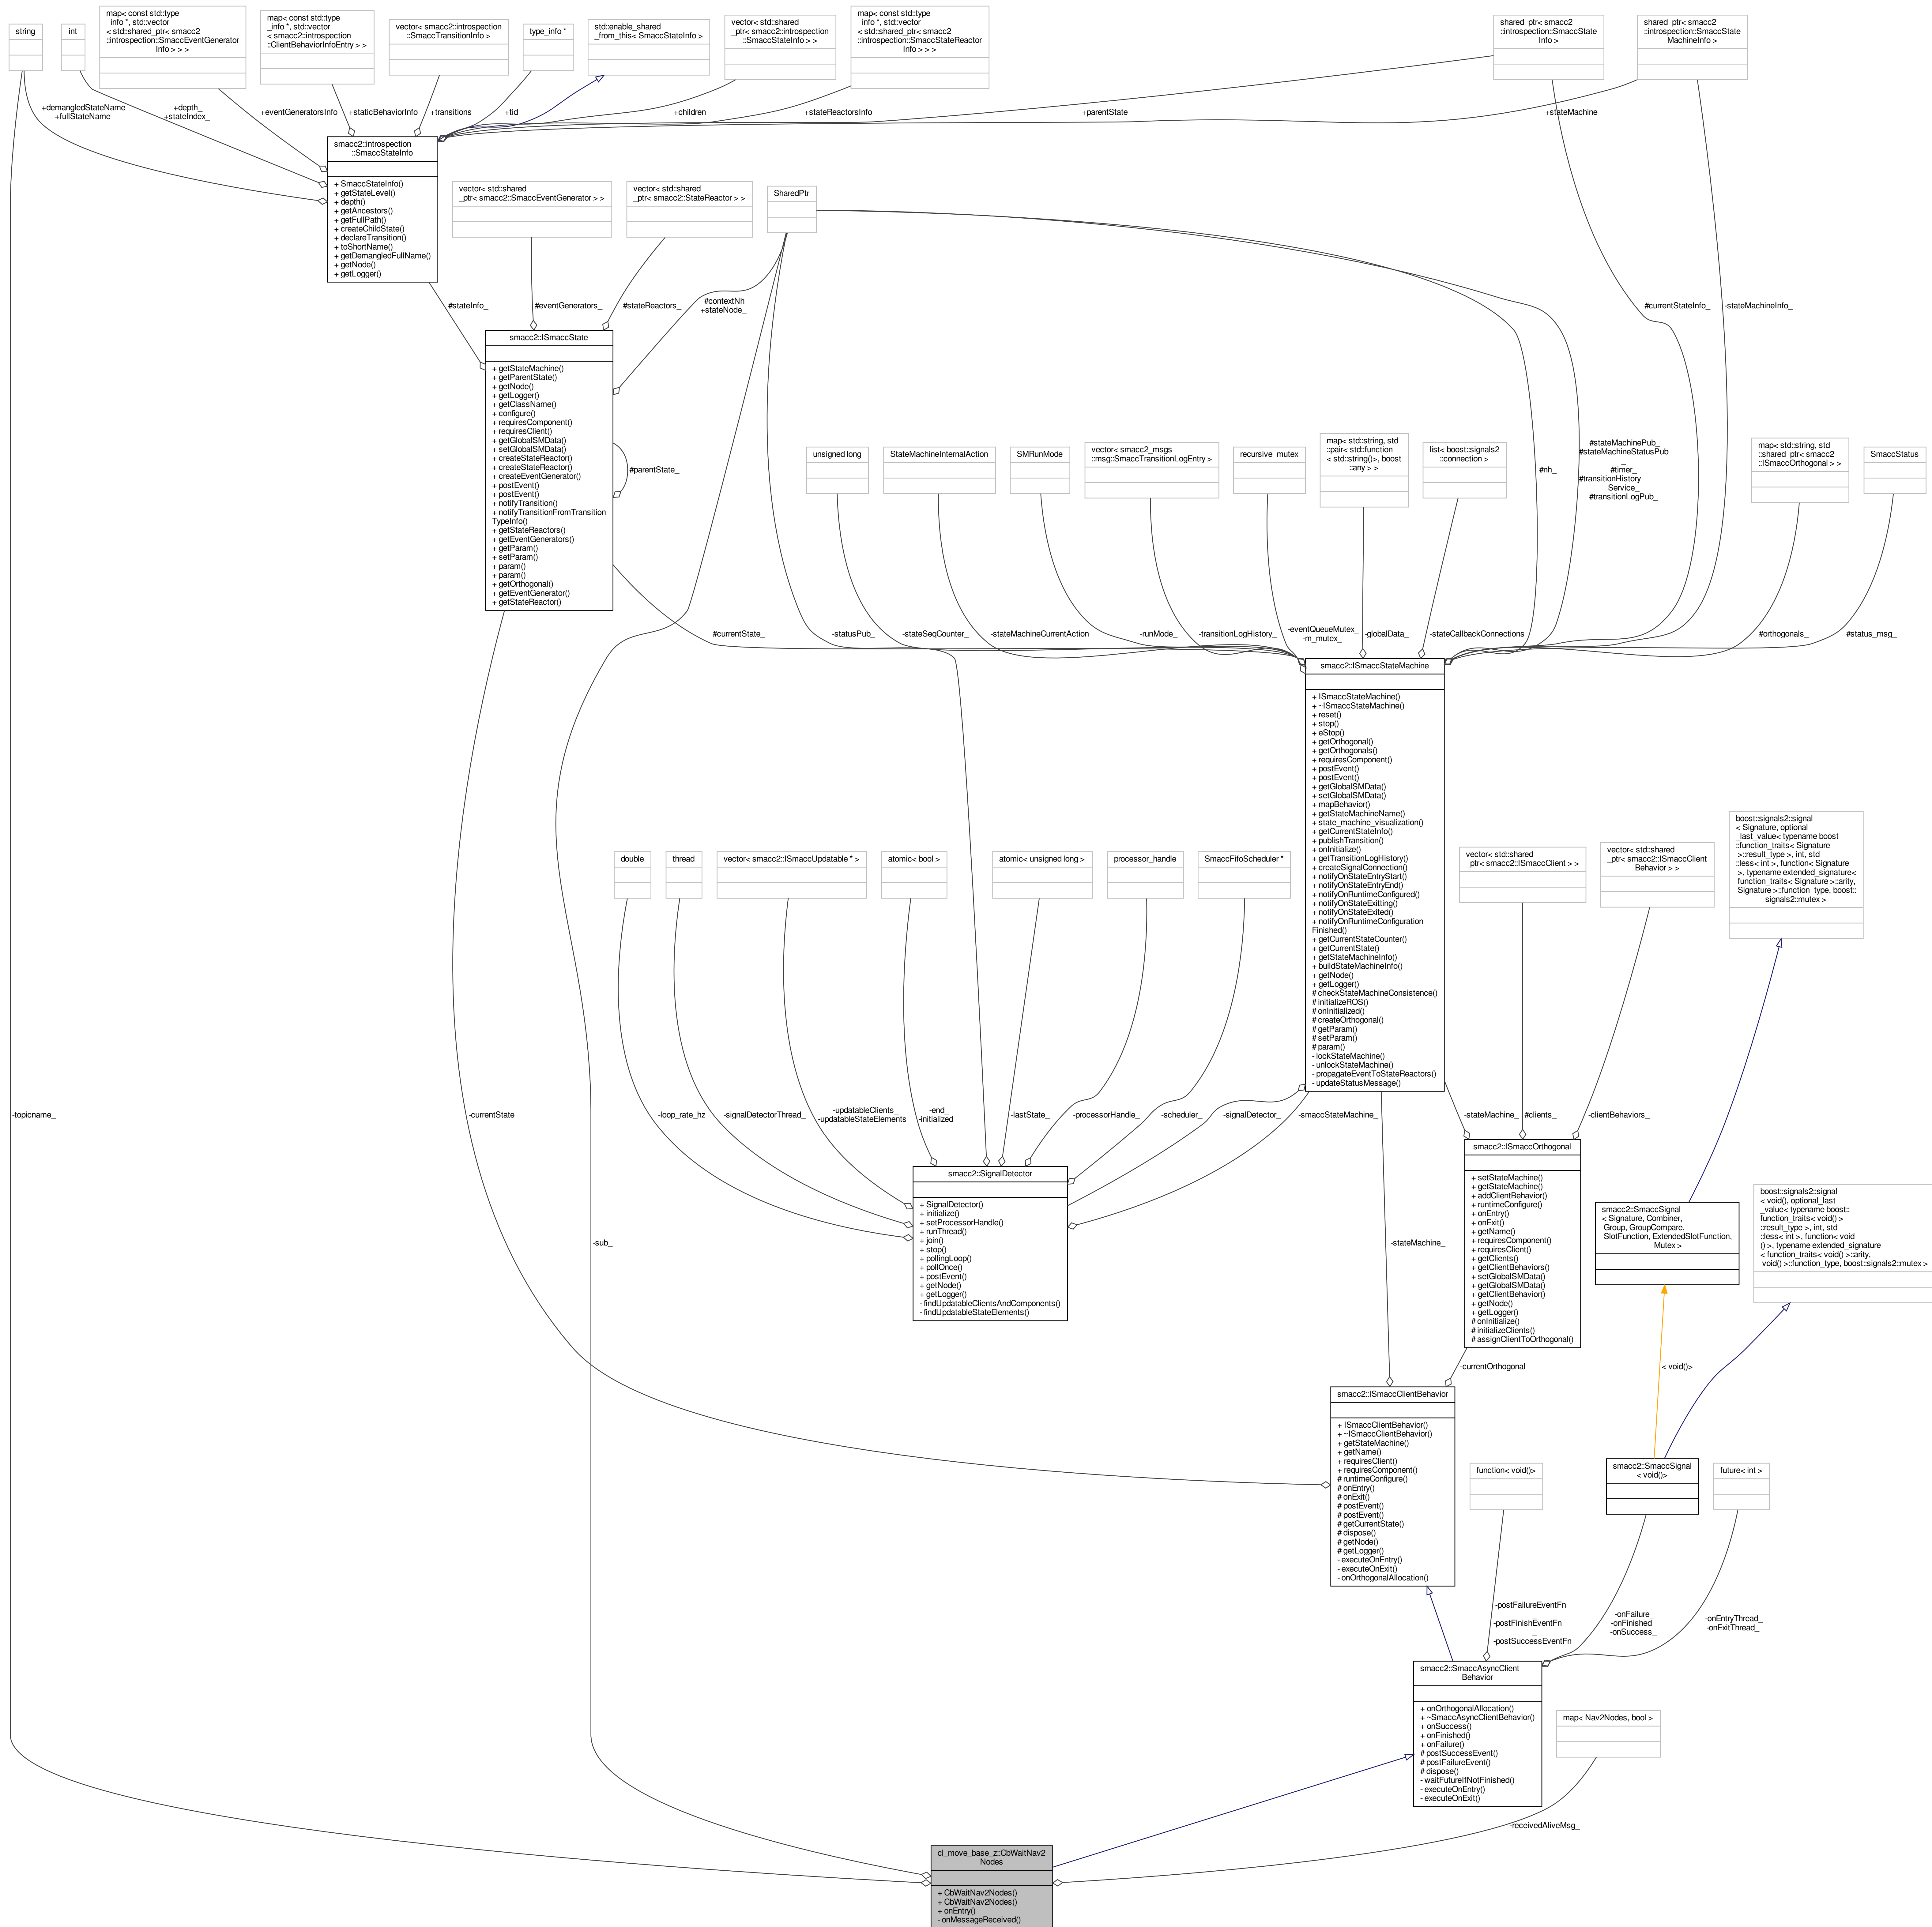 string
int
map< const std::type
_info *, std::vector
< std::shared_ptr< smacc2
::introspection::SmaccEventGenerator
Info > > >
map< const std::type
_info *, std::vector
< smacc2::introspection
::ClientBehaviorInfoEntry > >
vector< smacc2::introspection
::SmaccTransitionInfo >
type_info *
std::enable_shared
_from_this< SmaccStateInfo >
vector< std::shared
_ptr< smacc2::introspection
::SmaccStateInfo > >
map< const std::type
_info *, std::vector
< std::shared_ptr< smacc2
::introspection::SmaccStateReactor
Info > > >
shared_ptr< smacc2
::introspection::SmaccState
Info >
shared_ptr< smacc2
::introspection::SmaccState
MachineInfo >
+demangledStateName
+fullStateName
+depth_
+stateIndex_
+eventGeneratorsInfo
+staticBehaviorInfo
+transitions_
+tid_
+children_
+stateReactorsInfo
+parentState_
+stateMachine_
smacc2::introspection
::SmaccStateInfo
+ SmaccStateInfo()
+ getStateLevel()
+ depth()
+ getAncestors()
+ getFullPath()
+ createChildState()
+ declareTransition()
+ toShortName()
+ getDemangledFullName()
+ getNode()
+ getLogger()
vector< std::shared
_ptr< smacc2::SmaccEventGenerator > >
vector< std::shared
_ptr< smacc2::StateReactor > >
SharedPtr
#stateInfo_
#eventGenerators_
#stateReactors_
#contextNh
+stateNode_
#currentStateInfo_
-stateMachineInfo_
smacc2::ISmaccState
+ getStateMachine()
+ getParentState()
+ getNode()
+ getLogger()
+ getClassName()
+ configure()
+ requiresComponent()
+ requiresClient()
+ getGlobalSMData()
+ setGlobalSMData()
+ createStateReactor()
+ createStateReactor()
+ createEventGenerator()
+ postEvent()
+ postEvent()
+ notifyTransition()
+ notifyTransitionFromTransition
TypeInfo()
+ getStateReactors()
+ getEventGenerators()
+ getParam()
+ setParam()
+ param()
+ param()
+ getOrthogonal()
+ getEventGenerator()
+ getStateReactor()
#parentState_
unsigned long
StateMachineInternalAction
SMRunMode
vector< smacc2_msgs
::msg::SmaccTransitionLogEntry >
recursive_mutex
map< std::string, std
::pair< std::function
< std::string()>, boost
::any > >
list< boost::signals2
::connection >
#nh_
#stateMachinePub_
#stateMachineStatusPub
_
#timer_
#transitionHistory
Service_
#transitionLogPub_
map< std::string, std
::shared_ptr< smacc2
::ISmaccOrthogonal > >
SmaccStatus
#currentState_
-statusPub_
-stateSeqCounter_
-stateMachineCurrentAction
-runMode_
-transitionLogHistory_
-eventQueueMutex_
-m_mutex_
-globalData_
-stateCallbackConnections
#orthogonals_
#status_msg_
smacc2::ISmaccStateMachine
+ ISmaccStateMachine()
+ ~ISmaccStateMachine()
+ reset()
+ stop()
+ eStop()
+ getOrthogonal()
+ getOrthogonals()
+ requiresComponent()
+ postEvent()
+ postEvent()
+ getGlobalSMData()
+ setGlobalSMData()
+ mapBehavior()
+ getStateMachineName()
+ state_machine_visualization()
+ getCurrentStateInfo()
+ publishTransition()
+ onInitialize()
+ getTransitionLogHistory()
+ createSignalConnection()
+ notifyOnStateEntryStart()
+ notifyOnStateEntryEnd()
+ notifyOnRuntimeConfigured()
+ notifyOnStateExitting()
+ notifyOnStateExited()
+ notifyOnRuntimeConfiguration
Finished()
+ getCurrentStateCounter()
+ getCurrentState()
+ getStateMachineInfo()
+ buildStateMachineInfo()
+ getNode()
+ getLogger()
# checkStateMachineConsistence()
# initializeROS()
# onInitialized()
# createOrthogonal()
# getParam()
# setParam()
# param()
- lockStateMachine()
- unlockStateMachine()
- propagateEventToStateReactors()
- updateStatusMessage()
double
thread
vector< smacc2::ISmaccUpdatable * >
atomic< bool >
atomic< unsigned long >
processor_handle
SmaccFifoScheduler *
vector< std::shared
_ptr< smacc2::ISmaccClient > >
vector< std::shared
_ptr< smacc2::ISmaccClient
Behavior > >
boost::signals2::signal
< Signature, optional
_last_value< typename boost
::function_traits< Signature
>::result_type >, int, std
::less< int >, function< Signature
>, typename extended_signature<
function_traits< Signature >::arity,
Signature >::function_type, boost::
signals2::mutex >
-topicname_
-currentState
-loop_rate_hz
-signalDetectorThread_
-updatableClients_
-updatableStateElements_
-end_
-initialized_
-lastState_
-processorHandle_
-scheduler_
-signalDetector_
-smaccStateMachine_
-stateMachine_
#clients_
-clientBehaviors_
smacc2::SignalDetector
+ SignalDetector()
+ initialize()
+ setProcessorHandle()
+ runThread()
+ join()
+ stop()
+ pollingLoop()
+ pollOnce()
+ postEvent()
+ getNode()
+ getLogger()
- findUpdatableClientsAndComponents()
- findUpdatableStateElements()
smacc2::ISmaccOrthogonal
+ setStateMachine()
+ getStateMachine()
+ addClientBehavior()
+ runtimeConfigure()
+ onEntry()
+ onExit()
+ getName()
+ requiresComponent()
+ requiresClient()
+ getClients()
+ getClientBehaviors()
+ setGlobalSMData()
+ getGlobalSMData()
+ getClientBehavior()
+ getNode()
+ getLogger()
# onInitialize()
# initializeClients()
# assignClientToOrthogonal()
smacc2::SmaccSignal
< Signature, Combiner,
Group, GroupCompare,
SlotFunction, ExtendedSlotFunction,
Mutex >
boost::signals2::signal
< void(), optional_last
_value< typename boost::
function_traits< void() >
::result_type >, int, std
::less< int >, function< void
() >, typename extended_signature
< function_traits< void() >::arity,
void() >::function_type, boost::signals2::mutex >
-sub_
-stateMachine_
-currentOrthogonal
< void()>
smacc2::ISmaccClientBehavior
+ ISmaccClientBehavior()
+ ~ISmaccClientBehavior()
+ getStateMachine()
+ getName()
+ requiresClient()
+ requiresComponent()
# runtimeConfigure()
# onEntry()
# onExit()
# postEvent()
# postEvent()
# getCurrentState()
# dispose()
# getNode()
# getLogger()
- executeOnEntry()
- executeOnExit()
- onOrthogonalAllocation()
function< void()>
smacc2::SmaccSignal
< void()>
future< int >
-postFailureEventFn
_
-postFinishEventFn
_
-postSuccessEventFn_
-onFailure_
-onFinished_
-onSuccess_
-onEntryThread_
-onExitThread_
smacc2::SmaccAsyncClient
Behavior
+ onOrthogonalAllocation()
+ ~SmaccAsyncClientBehavior()
+ onSuccess()
+ onFinished()
+ onFailure()
# postSuccessEvent()
# postFailureEvent()
# dispose()
- waitFutureIfNotFinished()
- executeOnEntry()
- executeOnExit()
map< Nav2Nodes, bool >
-receivedAliveMsg_
cl_move_base_z::CbWaitNav2
Nodes
+ CbWaitNav2Nodes()
+ CbWaitNav2Nodes()
+ onEntry()
- onMessageReceived()